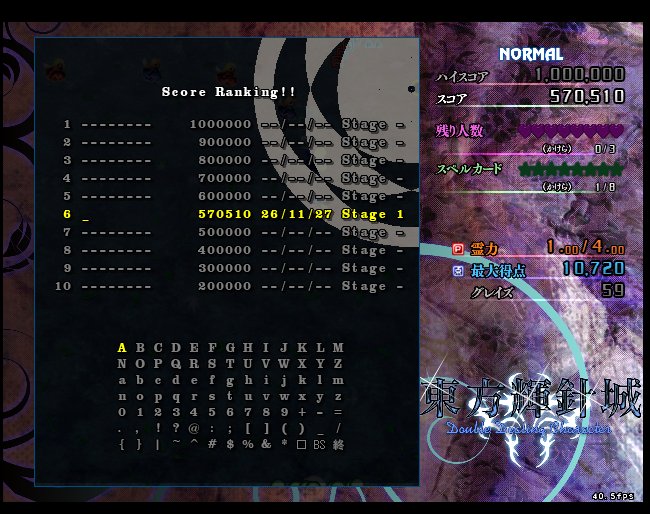 Score Ranking!!
1 -------- 1000000 --/--/-- Stage -
2 -------- 900000 --/--/-- Stage -
3 -------- 800000 --/--/-- Stage -
4 -------- 700000 --/--/-- Stage -
5 -------- 600000 --/--/-- Stage -
6 _ 570510 26/11/27 Stage 1
7 -------- 500000 --/--/-- Stage -
8 -------- 400000 --/--/-- Stage -
9 -------- 300000 --/--/-- Stage -
10 -------- 200000 --/--/-- Stage -
A B C D E F G H I J K L M
N O P Q R S T U V W X Y Z
a b c d e f g h i j k l m
n o p q r s t u v w x y z
0 1 2 3 4 5 6 7 8 9 + - =
. , ! ? @ : ; [ ] ( ) _ /
{ } | ~ ^ # $ % & * □ BS 終
NORMAL
ハイスコア 1,000,000
スコア 570,510
残り人数
(かけら) 0/3
スペルカード
(かけら) 1/8
P 霊力 1.00/4.00
最大得点 10,720
グレイズ 59
東方輝針城
Double Dealing Character
40.5fps